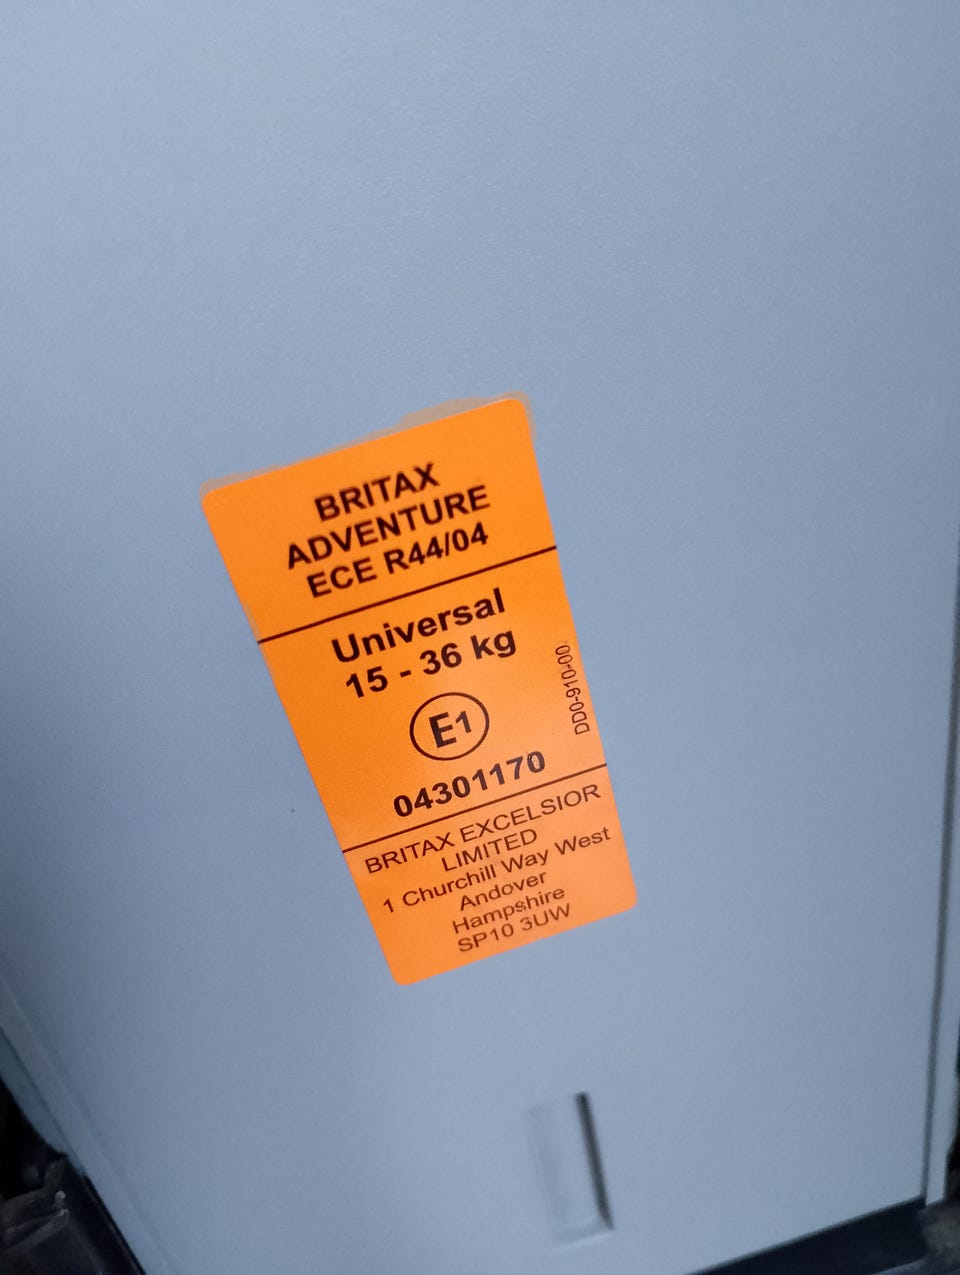 BRITAX
ADVENTURE
ECE R44/04
Universal
15 - 36 kg
E1
DD0-910-00
04301170
BRITAX EXCELSIOR
LIMITED
1 Churchill Way West
Andover
Hampshire
SP10 3UW